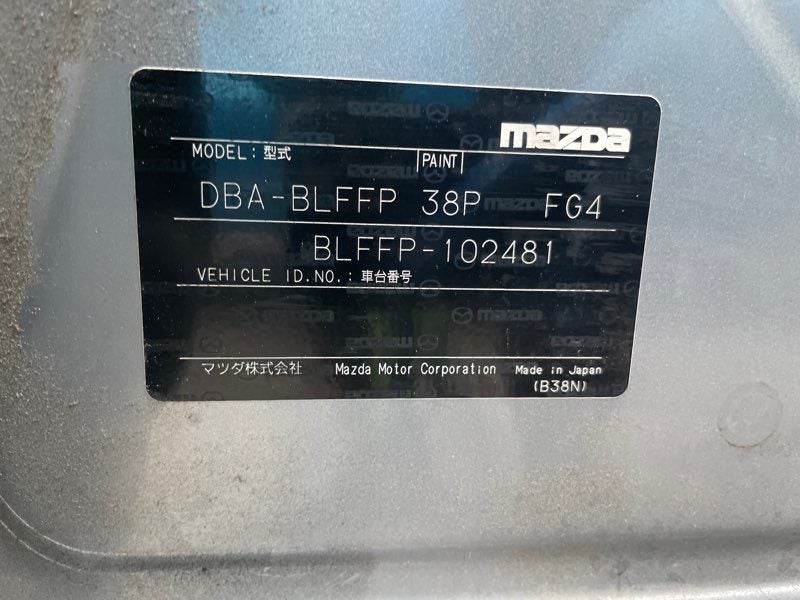 mazda
MODEL:型式 PAINT
DBA-BLFFP 38P FG4
BLFFP-102481
VEHICLE ID.NO.:車台番号
マツダ株式会社 Mazda Motor Corporation Made in Japan
(B38N)